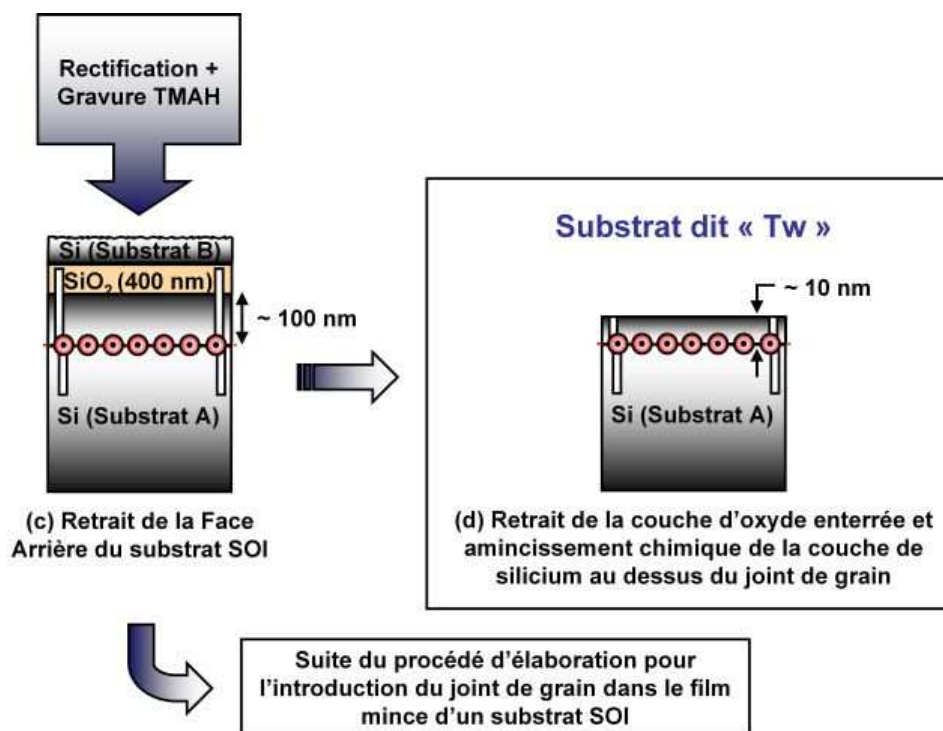 Rectification +
Gravure TMAH
Si (Substrat B)
SiO2 (400 nm)
~ 100 nm
Si (Substrat A)
(c) Retrait de la Face
Arrière du substrat SOI
Substrat dit « Tw »
~ 10 nm
Si (Substrat A)
(d) Retrait de la couche d'oxyde enterrée et
amincissement chimique de la couche de
silicium au dessus du joint de grain
Suite du procédé d'élaboration pour
l'introduction du joint de grain dans le film
mince d'un substrat SOI